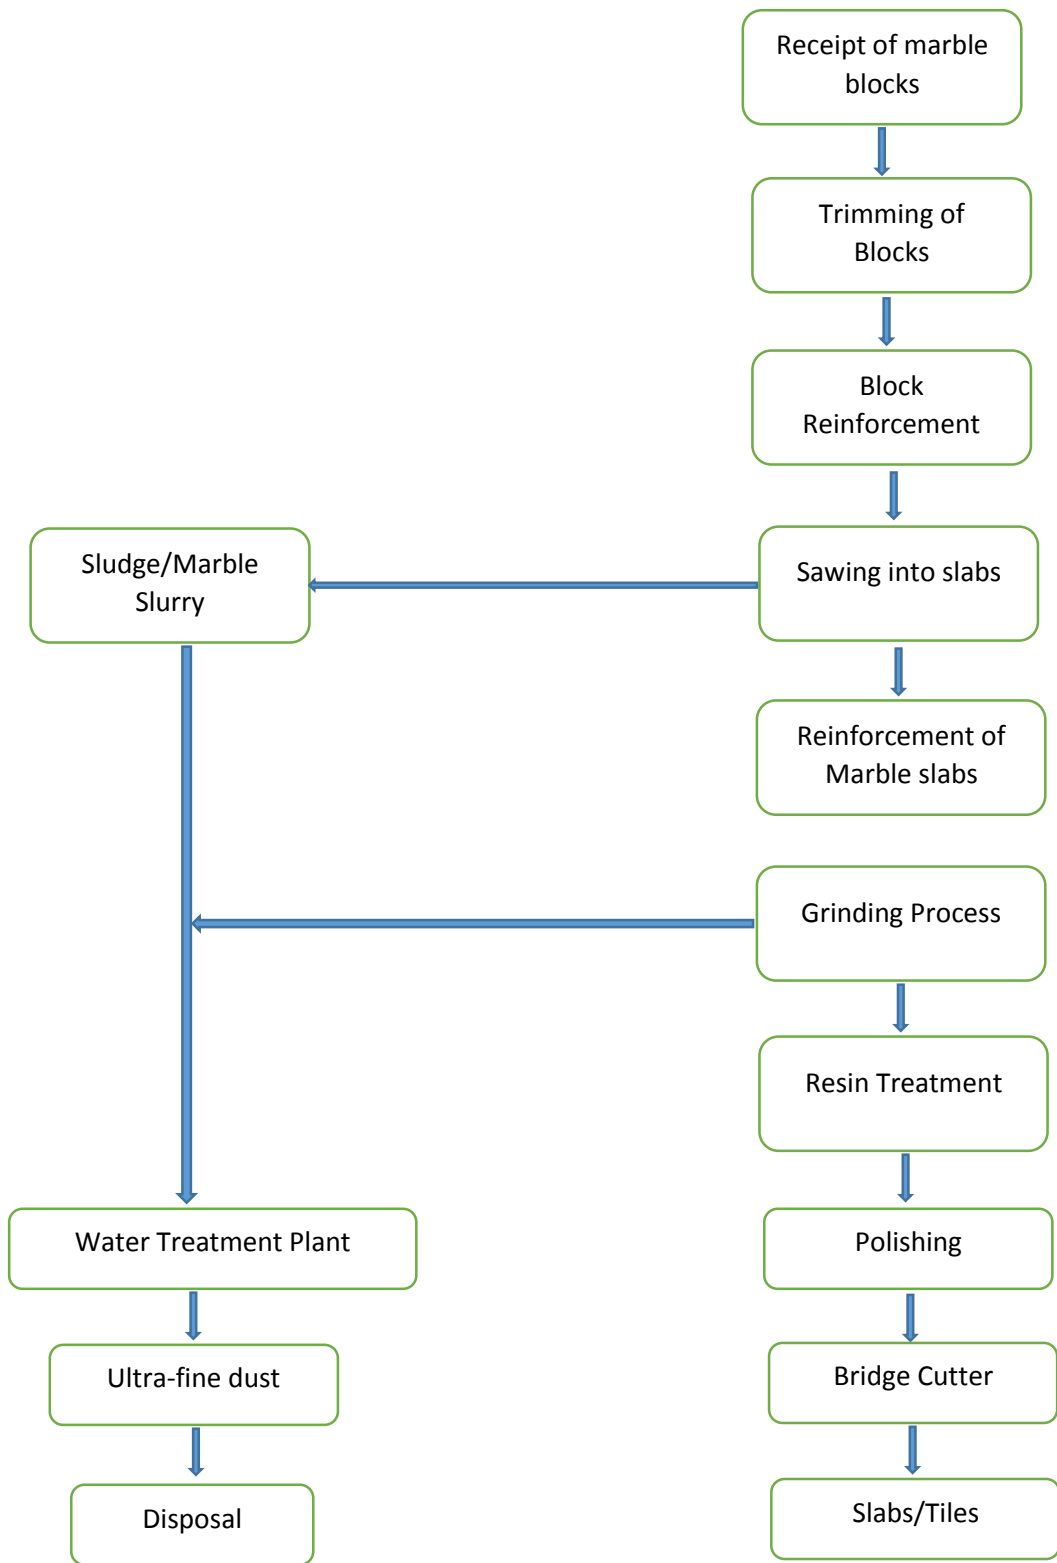 Receipt of marble
blocks
Trimming of
Blocks
Block
Reinforcement
Sludge/Marble
Slurry
Sawing into slabs
Reinforcement of
Marble slabs
Grinding Process
Resin Treatment
Water Treatment Plant
Polishing
Ultra-fine dust
Bridge Cutter
Disposal
Slabs/Tiles